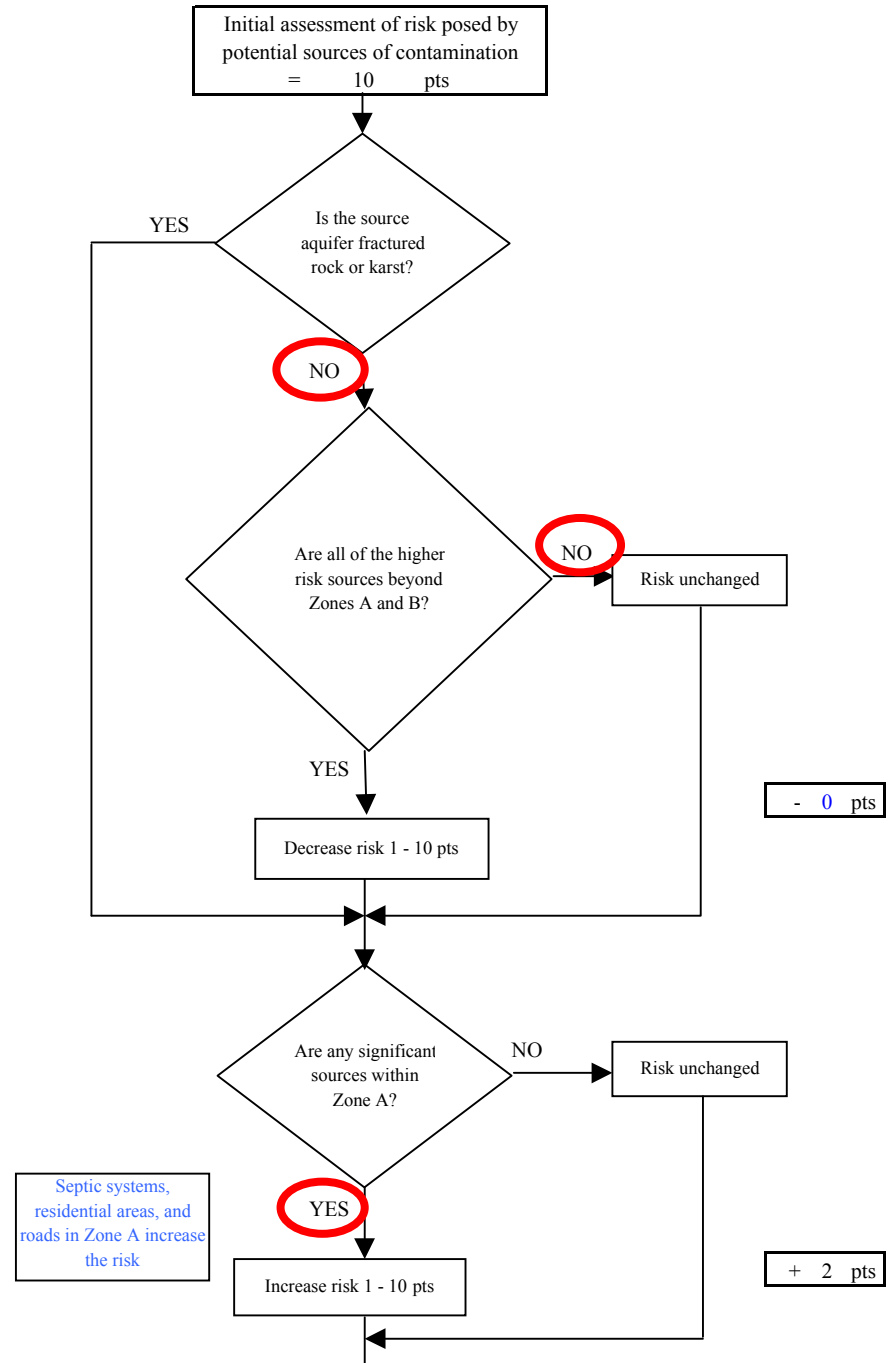 Initial assessment of risk posed by
potential sources of contamination
= 10 pts
YES
Is the source
aquifer fractured
rock or karst?
NO
Are all of the higher
risk sources beyond
Zones A and B?
NO
Risk unchanged
YES
- 0 pts
Decrease risk 1 - 10 pts
Are any significant
sources within
Zone A?
NO
Risk unchanged
Septic systems,
residential areas, and
roads in Zone A increase
the risk
YES
+ 2 pts
Increase risk 1 - 10 pts